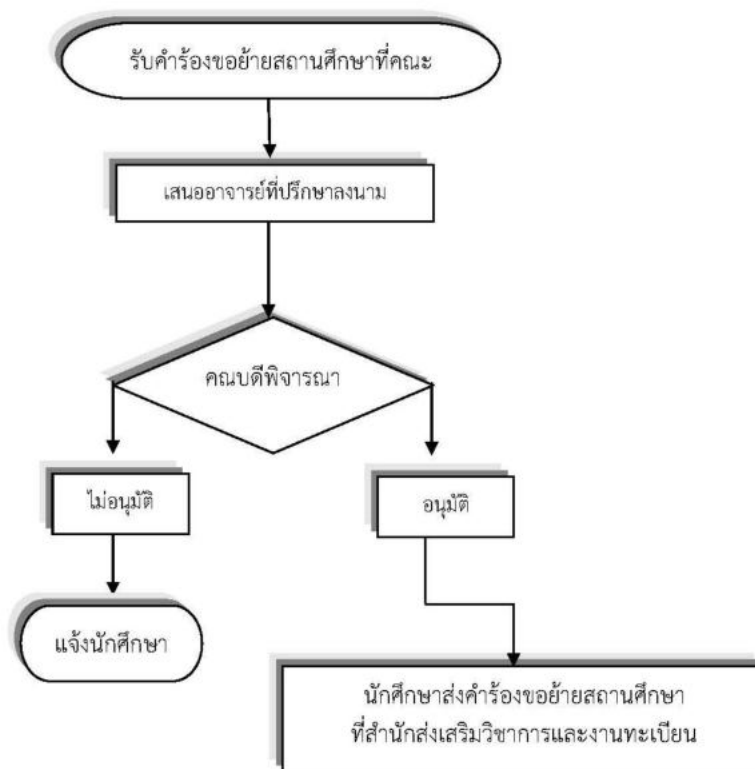 รับคำร้องขอย้ายสถานศึกษาที่คณะ
เสนออาจารย์ที่ปรึกษาลงนาม
คณบดีพิจารณา
ไม่อนุมัติ
อนุมัติ
แจ้งนักศึกษา
นักศึกษาส่งคำร้องขอย้ายสถานศึกษา
ที่สำนักส่งเสริมวิชาการและงานทะเบียน